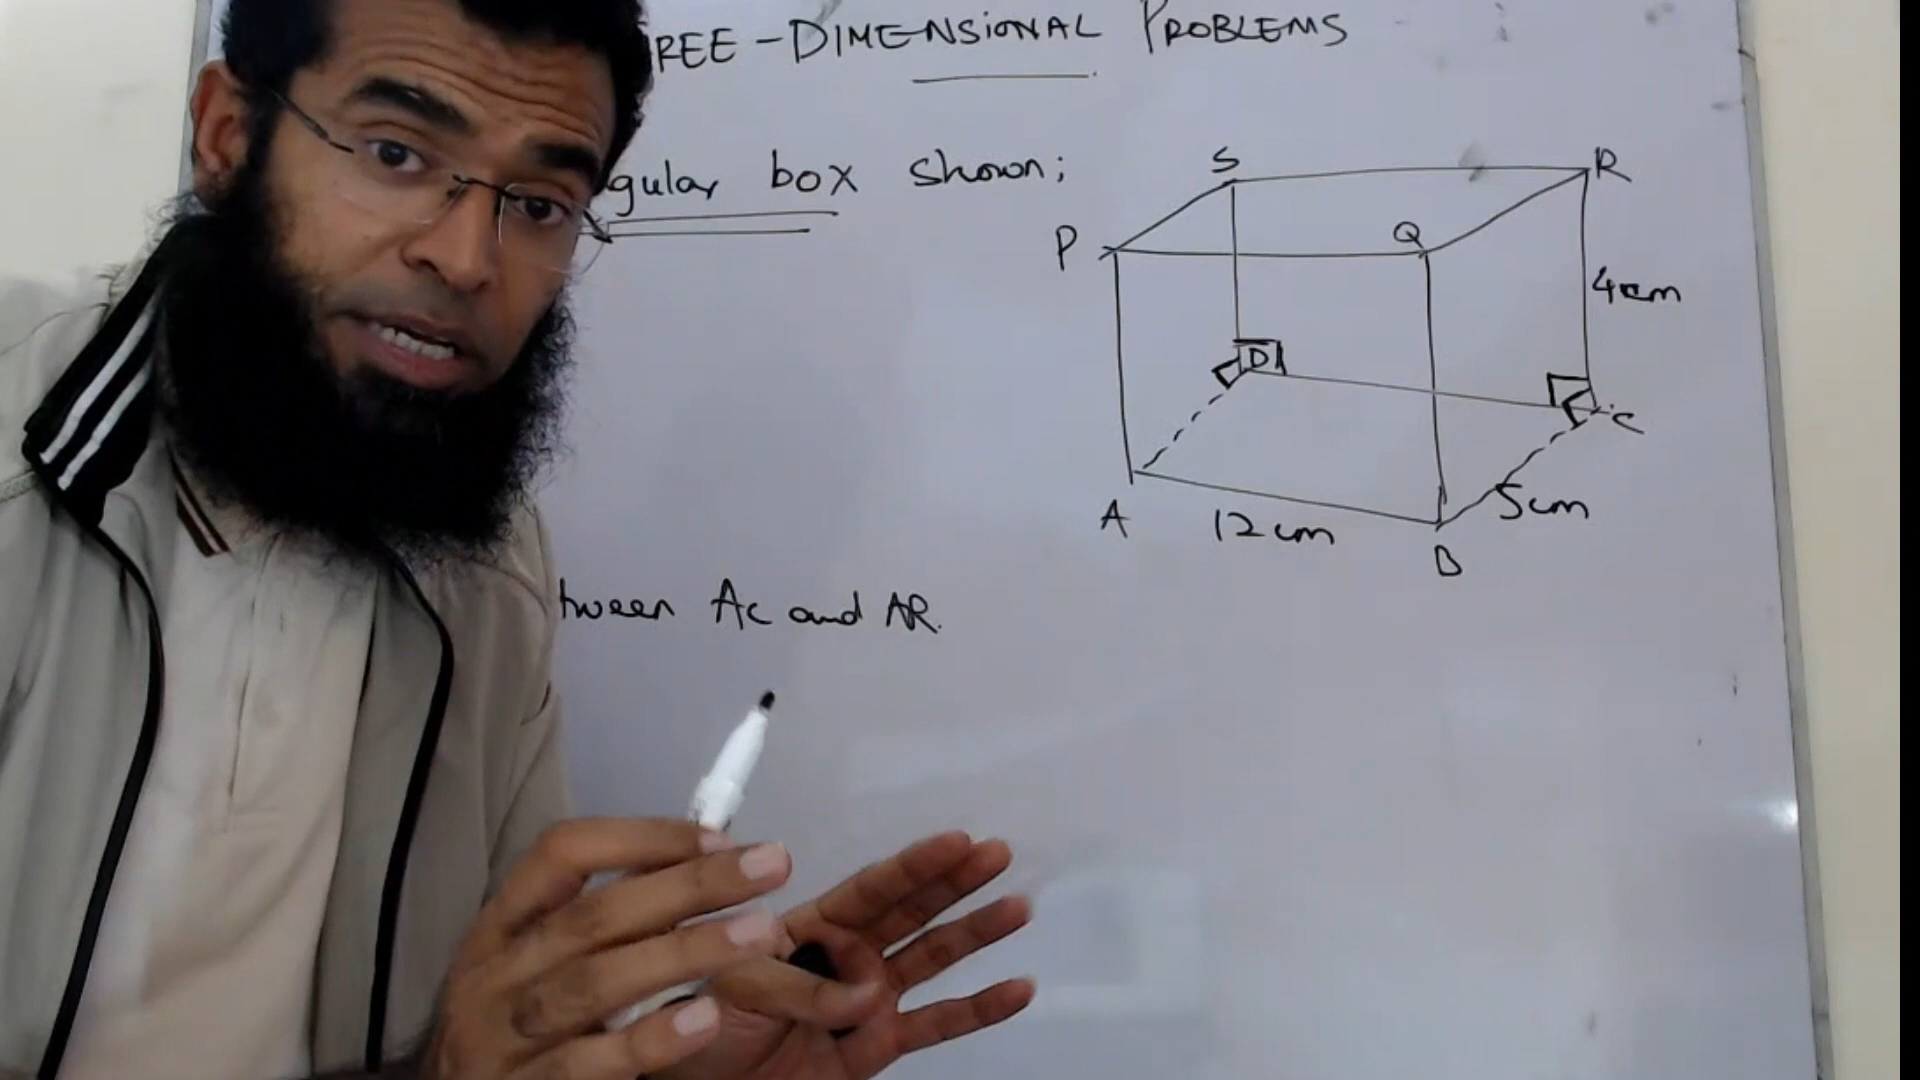 REE-DIMENSIONAL PROBLEMS
gular box shown;
S
R
P
Q
4cm
D
C
5cm
A
12cm
B
tween AC and AR.